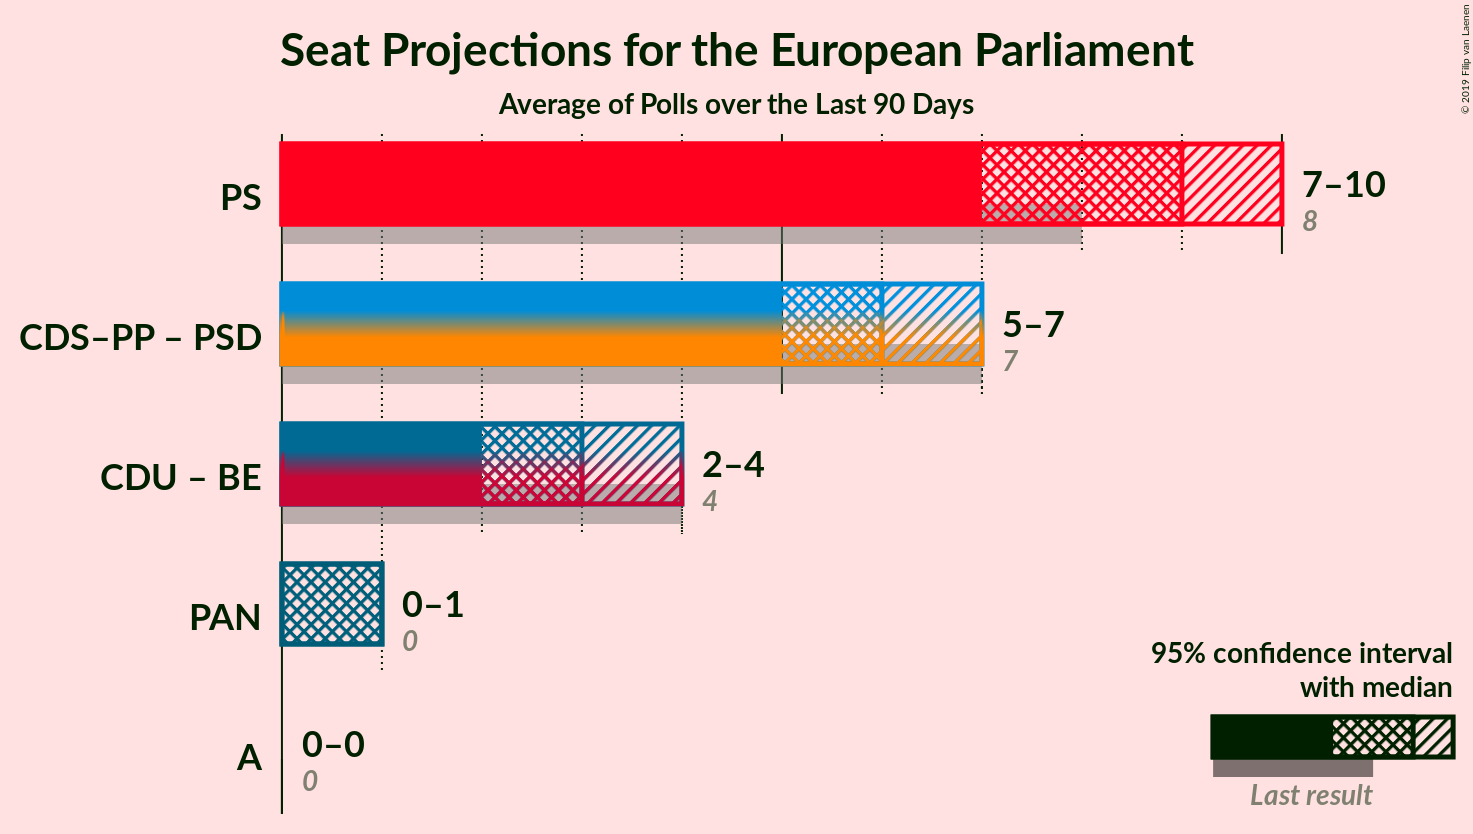 Seat Projections for the European Parliament
Average of Polls over the Last 90 Days
© 2019 Filip van Laenen
PS
7–10
8
CDS–PP – PSD
5–7
7
CDU – BE
2–4
4
PAN
0–1
0
A
0–0
0
95% confidence interval
with median
Last result